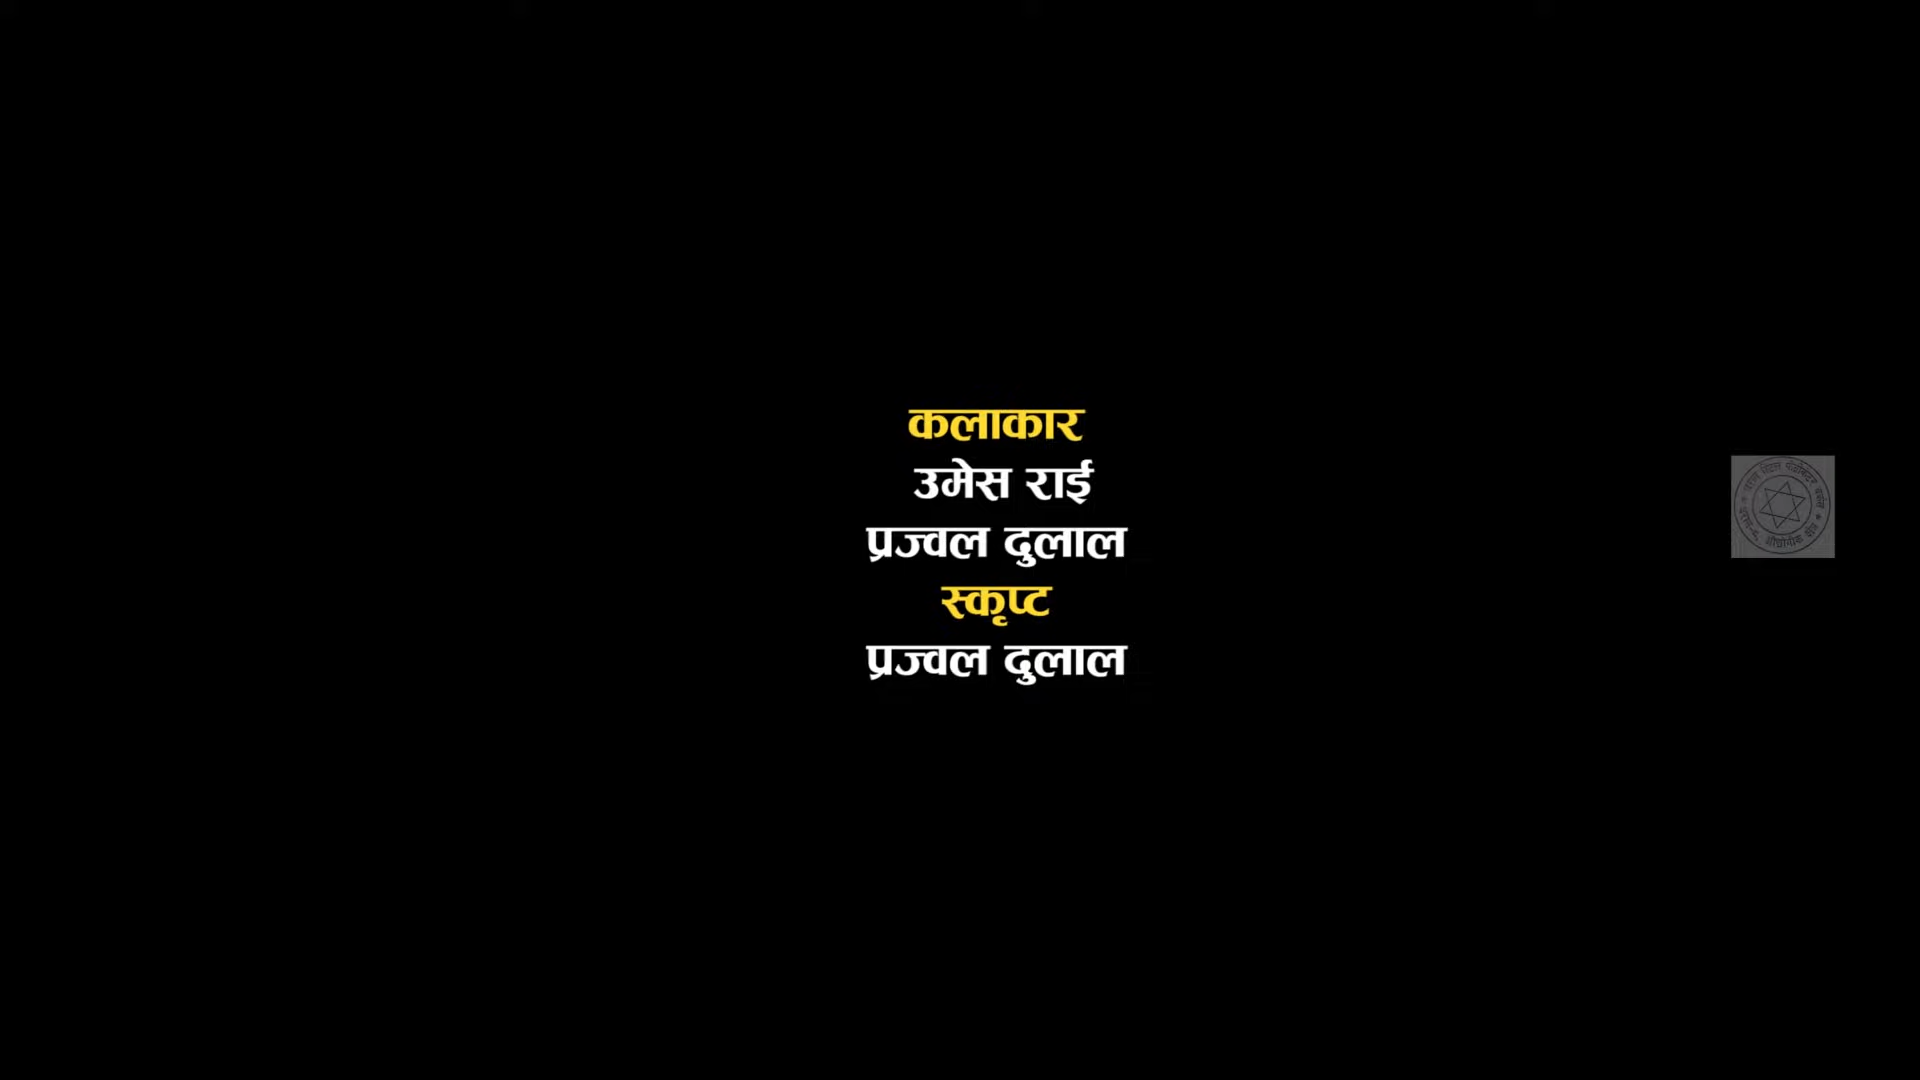 कलाकार
उमेस राई
प्रज्वल दुलाल
स्कृप्ट
प्रज्वल दुलाल